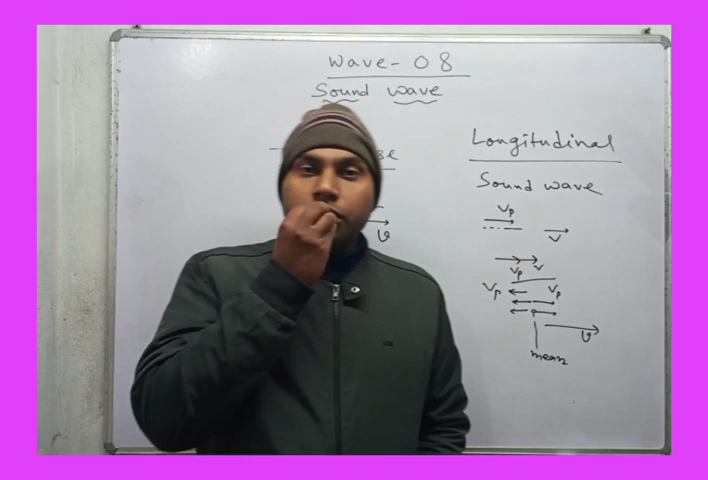 Wave-08
Sound wave
Longitudinal
Sound wave
Vp
V
Vp V
Vp Vp
V
mean
V